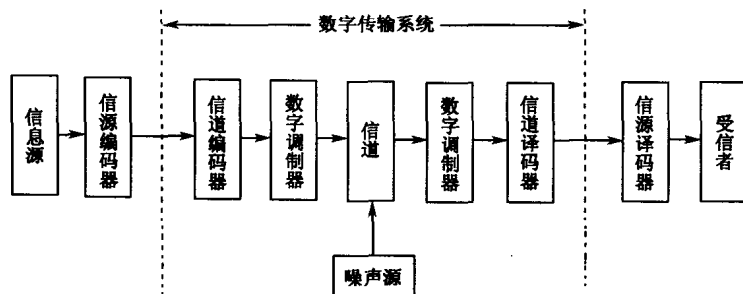 数字传输系统
信息源
信源编码器
信道编码器
数字调制器
信道
数字调制器
信道译码器
信源译码器
受信者
噪声源